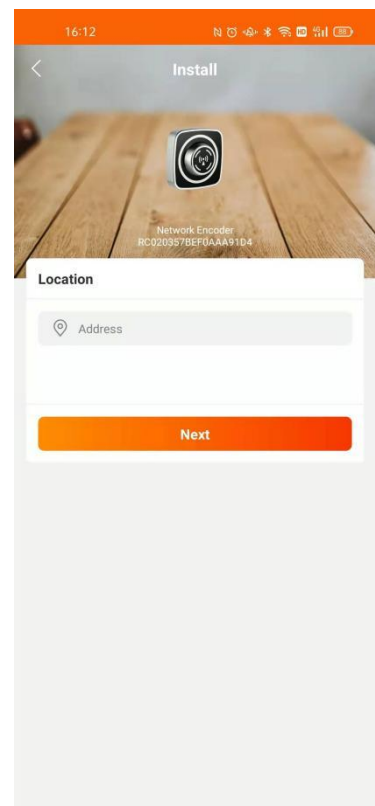 16:12
Install
Network Encoder
RC020357BEF0AAA91D4
Location
Address
Next